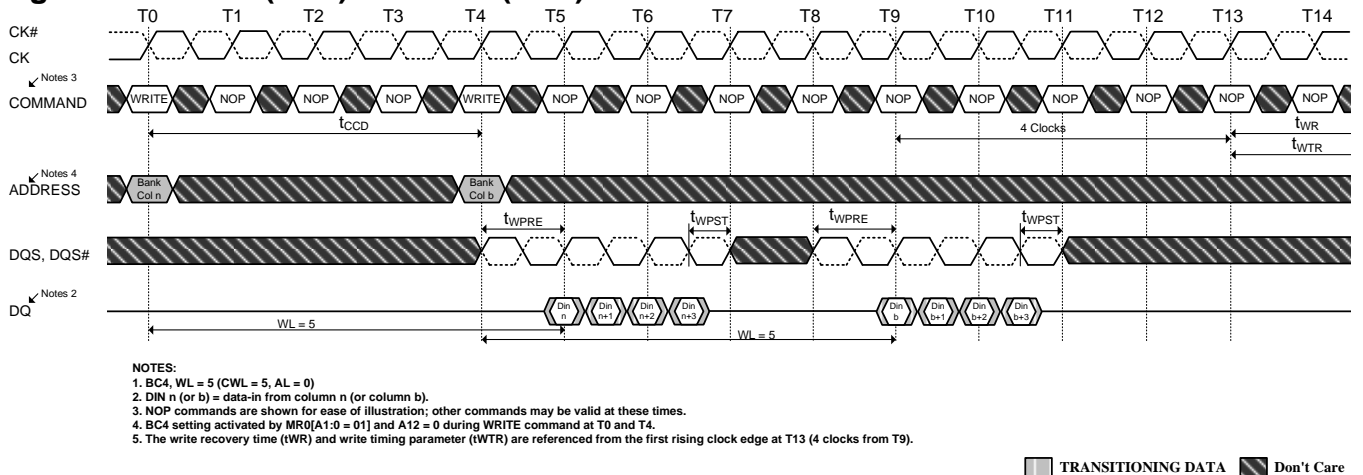 T0 T1 T2 T3 T4 T5 T6 T7 T8 T9 T10 T11 T12 T13 T14
CK#
CK
Notes 3
COMMAND
WRITE NOP NOP NOP WRITE NOP NOP NOP NOP NOP NOP NOP NOP NOP NOP
tCCD
4 Clocks
tWR
tWTR
Notes 4
ADDRESS
Bank Col n
Bank Col b
tWPRE
tWPST
tWPRE
tWPST
DQS, DQS#
Notes 2
DQ
Din n
Din n+1
Din n+2
Din n+3
Din b
Din b+1
Din b+2
Din b+3
WL = 5
WL = 5
NOTES:
1. BC4, WL = 5 (CWL = 5, AL = 0)
2. DIN n (or b) = data-in from column n (or column b).
3. NOP commands are shown for ease of illustration; other commands may be valid at these times.
4. BC4 setting activated by MR0[A1:0 = 01] and A12 = 0 during WRITE command at T0 and T4.
5. The write recovery time (tWR) and write timing parameter (tWTR) are referenced from the first rising clock edge at T13 (4 clocks from T9).
TRANSITIONING DATA
Don't Care